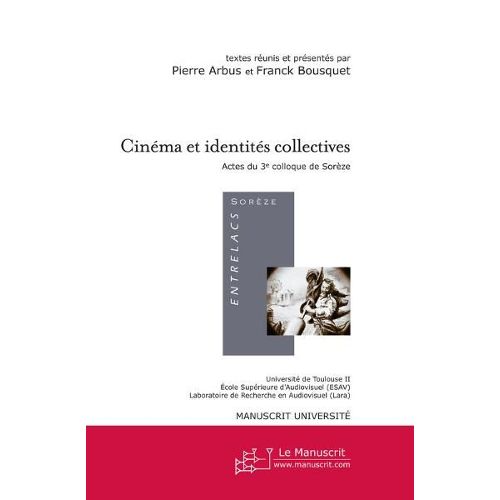 textes réunis et présentés par
Pierre Arbus et Franck Bousquet
Cinéma et identités collectives
Actes du 3e colloque de Sorèze
SORÈZE
ENTRELACS
Université de Toulouse II
École Supérieure d'Audiovisuel (ESAV)
Laboratoire de Recherche en Audiovisuel (Lara)
MANUSCRIT UNIVERSITÉ
Le Manuscrit
www.manuscrit.com